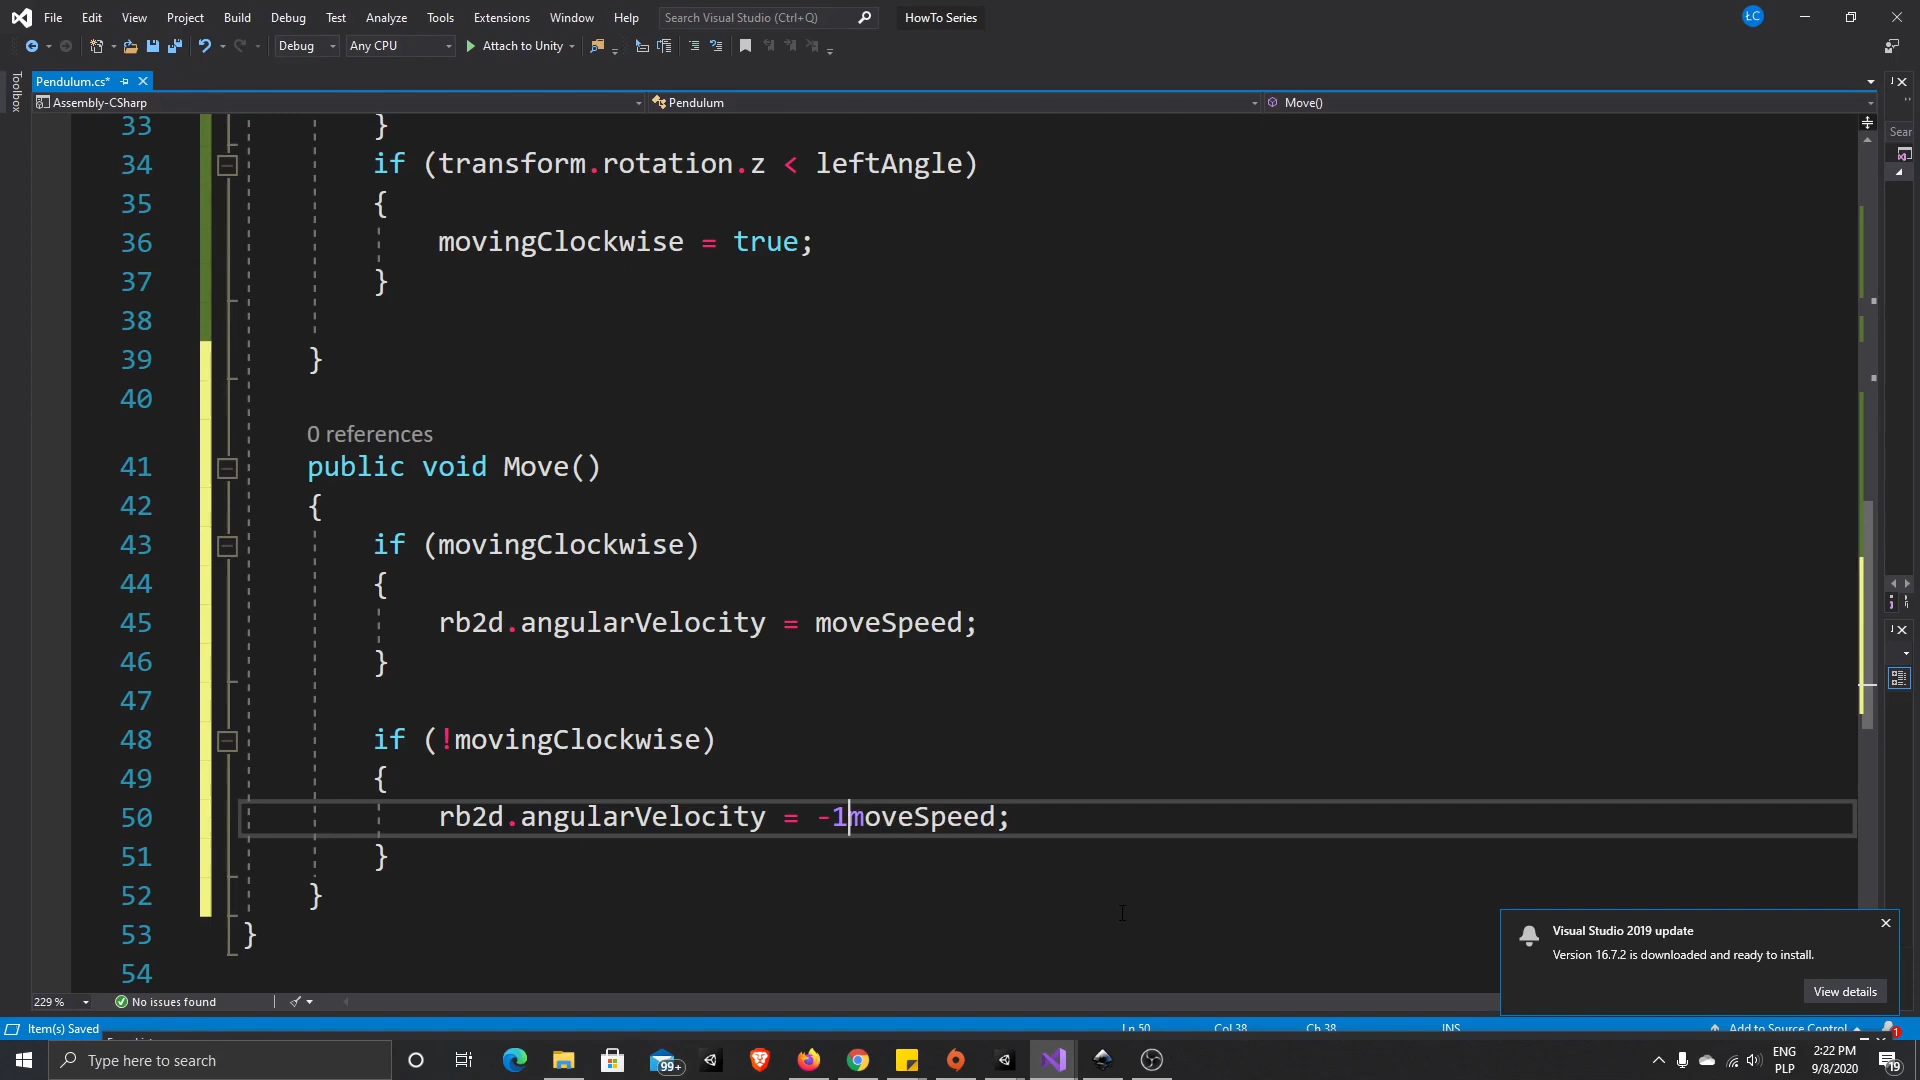 File Edit View Project Build Debug Test Analyze Tools Extensions Window Help Search Visual Studio (Ctrl+Q) HowTo Series ŁC
Debug Any CPU Attach to Unity
Toolbox
Pendulum.cs*
Assembly-CSharp Pendulum Move()
Sear
33 }
34 if (transform.rotation.z < leftAngle)
35 {
36 movingClockwise = true;
37 }
38
39 }
40
0 references
41 public void Move()
42 {
43 if (movingClockwise)
44 {
45 rb2d.angularVelocity = moveSpeed;
46 }
47
48 if (!movingClockwise)
49 {
50 rb2d.angularVelocity = -1moveSpeed;
51 }
52 }
53 }
54
Visual Studio 2019 update
Version 16.7.2 is downloaded and ready to install.
View details
229 % No issues found
Item(s) Saved Ln 50 Col 38 Ch 38 INS Add to Source Control 1
Type here to search 99+ ENG PLP 2:22 PM 9/8/2020 19